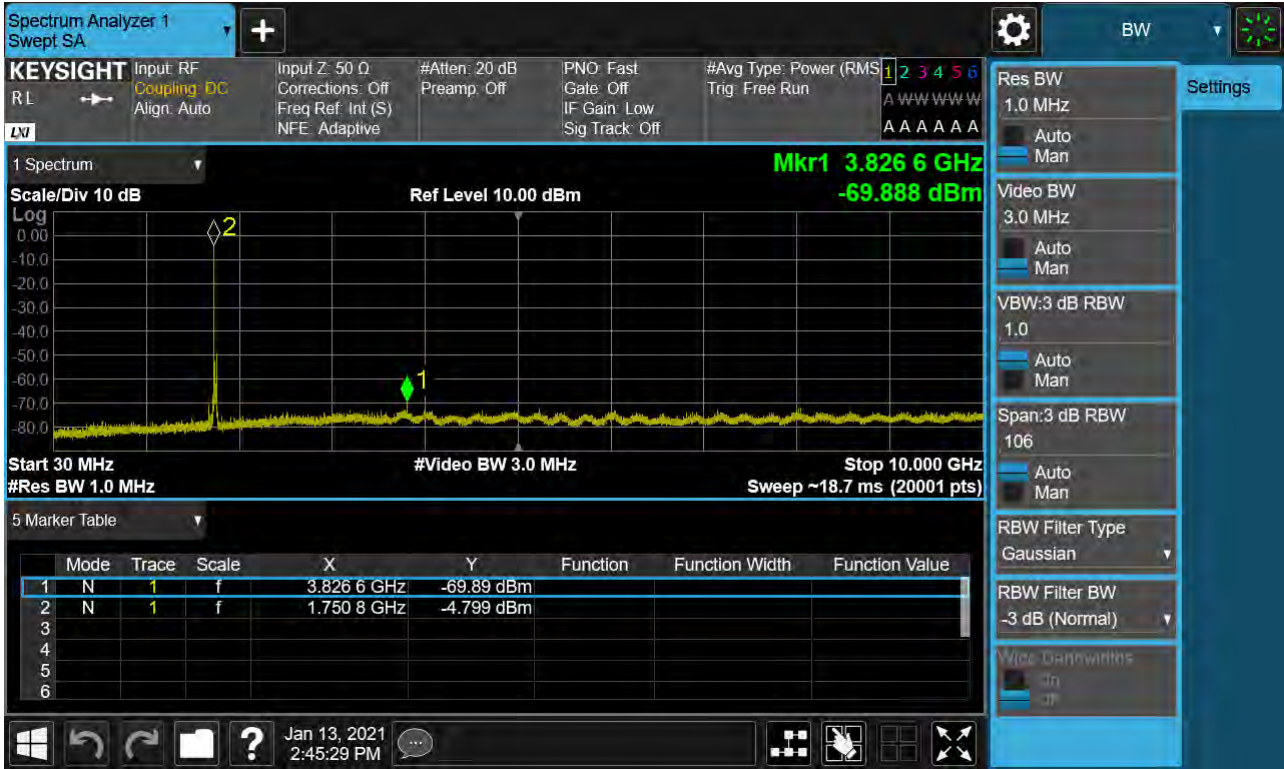 Spectrum Analyzer 1
Swept SA
+
BW
KEYSIGHT
R L
LXI
Input: RF
Coupling: DC
Align: Auto
Input Z: 50 Ω
Corrections: Off
Freq Ref: Int (S)
NFE: Adaptive
#Atten: 20 dB
Preamp: Off
PNO: Fast
Gate: Off
IF Gain: Low
Sig Track: Off
#Avg Type: Power (RMS
Trig: Free Run
1 2 3 4 5 6
A W W W W W
A A A A A A
1 Spectrum
Scale/Div 10 dB
Ref Level 10.00 dBm
Mkr1 3.826 6 GHz
-69.888 dBm
Log
0.00
-10.0
-20.0
-30.0
-40.0
-50.0
-60.0
-70.0
-80.0
2
1
Start 30 MHz
#Video BW 3.0 MHz
Stop 10.000 GHz
#Res BW 1.0 MHz
Sweep ~18.7 ms (20001 pts)
5 Marker Table
Mode Trace Scale X Y Function Function Width Function Value
1 N 1 f 3.826 6 GHz -69.89 dBm
2 N 1 f 1.750 8 GHz -4.799 dBm
3
4
5
6
?
Jan 13, 2021
2:45:29 PM
Res BW
1.0 MHz
Auto
Man
Video BW
3.0 MHz
Auto
Man
VBW:3 dB RBW
1.0
Auto
Man
Span:3 dB RBW
106
Auto
Man
RBW Filter Type
Gaussian
RBW Filter BW
-3 dB (Normal)
Settings